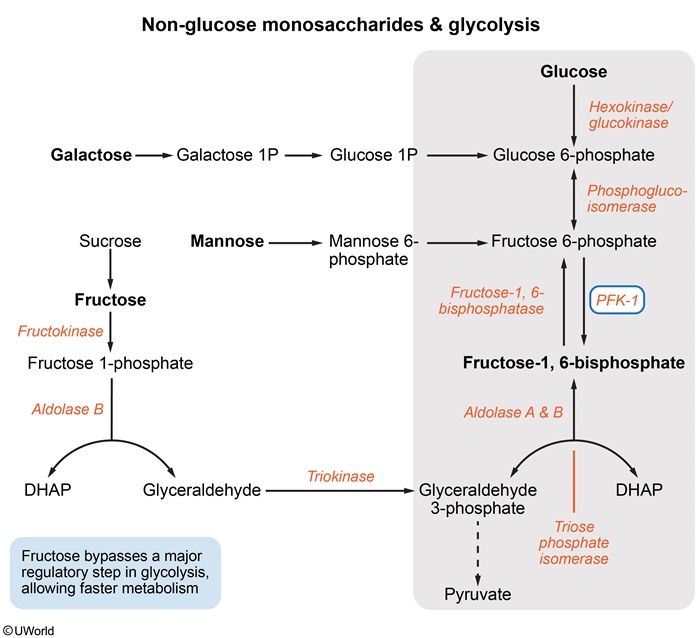 Non-glucose monosaccharides & glycolysis
Glucose
Hexokinase/
glucokinase
Galactose
Galactose 1P
Glucose 1P
Glucose 6-phosphate
Phosphogluco-
isomerase
Sucrose
Mannose
Mannose 6-
phosphate
Fructose 6-phosphate
Fructose
Fructose-1, 6-
bisphosphatase
PFK-1
Fructokinase
Fructose 1-phosphate
Fructose-1, 6-bisphosphate
Aldolase B
Aldolase A & B
DHAP
Glyceraldehyde
Triokinase
Glyceraldehyde
3-phosphate
DHAP
Triose
phosphate
isomerase
Fructose bypasses a major
regulatory step in glycolysis,
allowing faster metabolism
Pyruvate
©UWorld